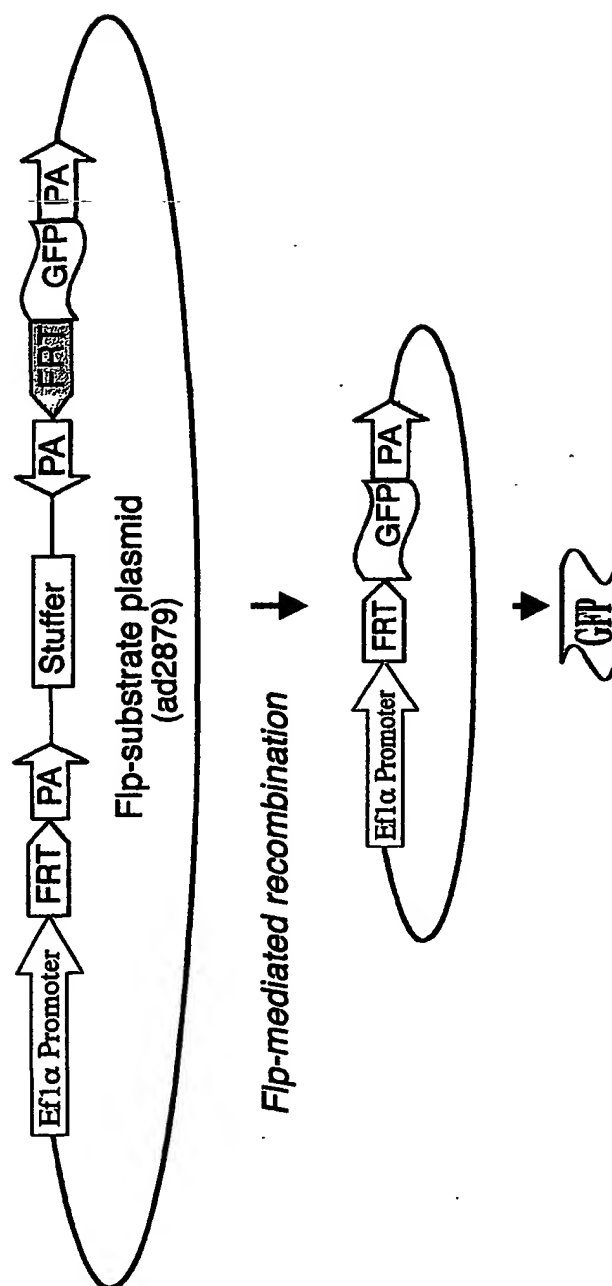 Ef1α Promoter
FRT
PA
Stuffer
PA
FRT
GFP
PA
Flp-substrate plasmid
(ad2879)
Flp-mediated recombination
Ef1α Promoter
FRT
GFP
PA
GFP